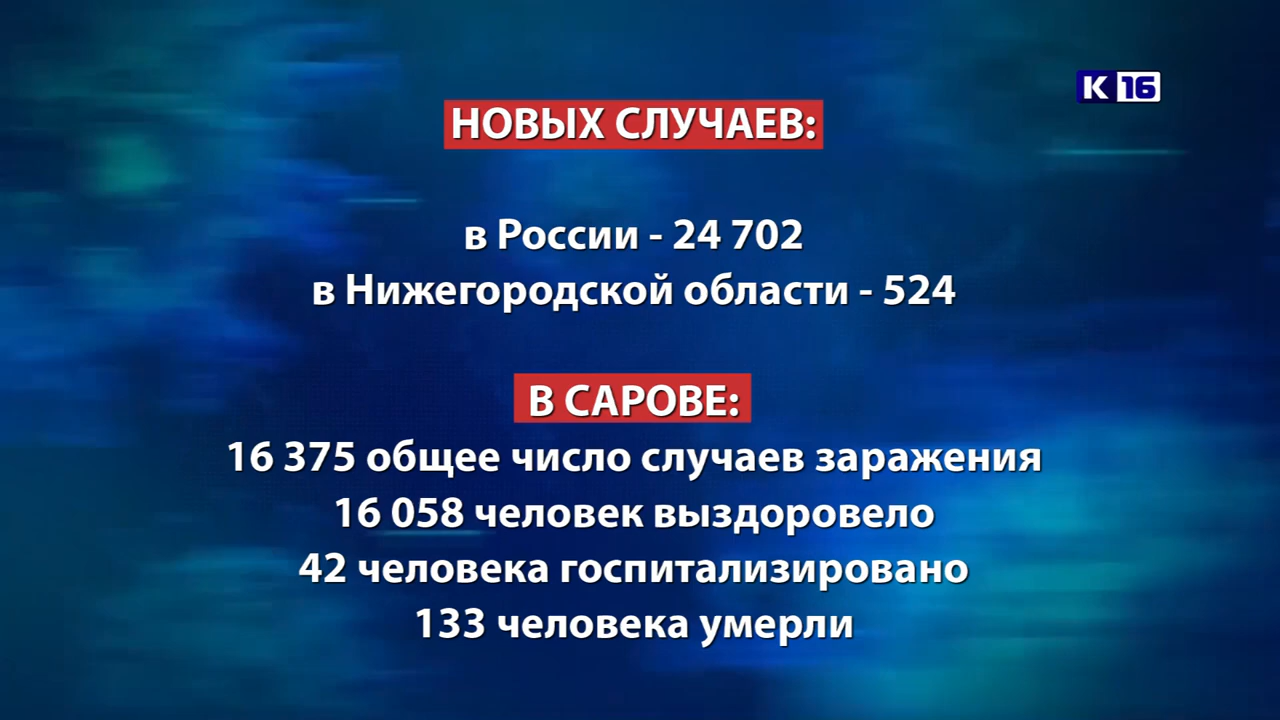 К 16
НОВЫХ СЛУЧАЕВ:
в России - 24 702
в Нижегородской области - 524
В САРОВЕ:
16 375 общее число случаев заражения
16 058 человек выздоровело
42 человека госпитализировано
133 человека умерли